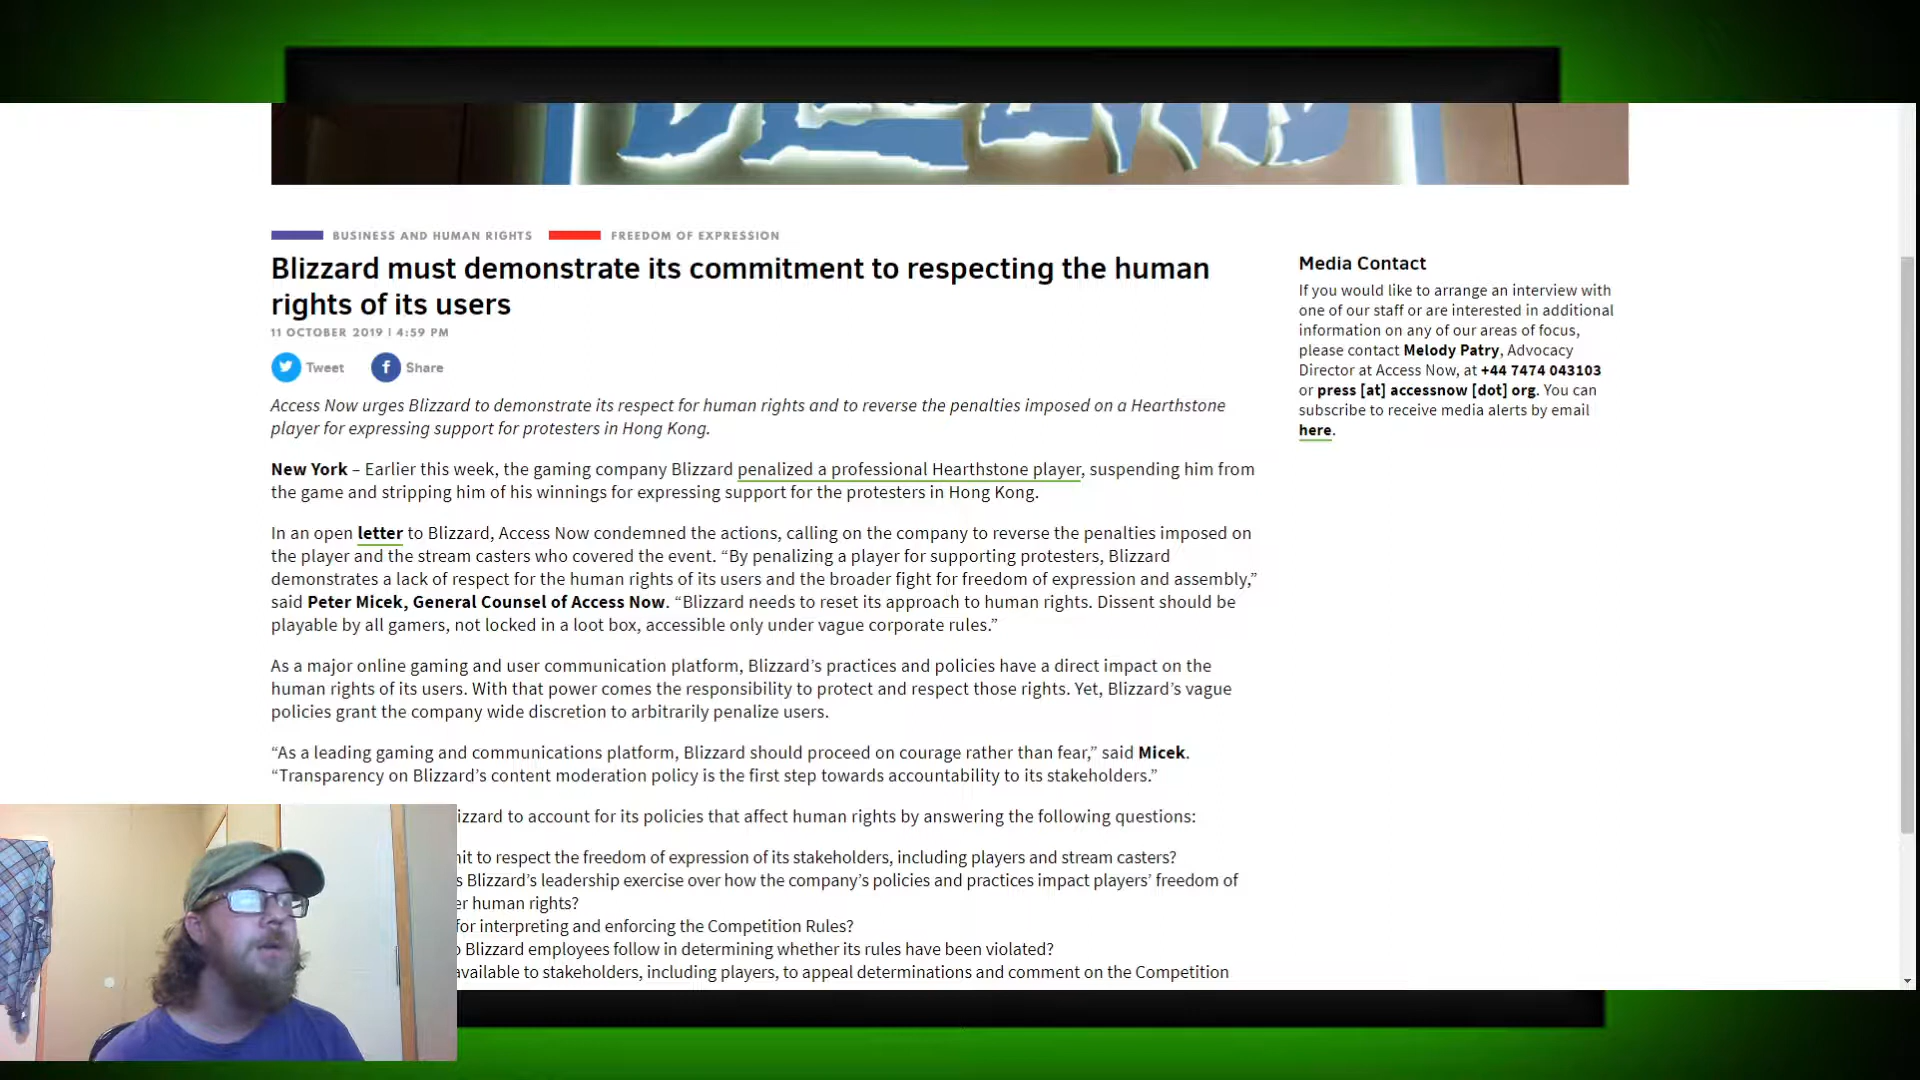 BUSINESS AND HUMAN RIGHTS FREEDOM OF EXPRESSION
Blizzard must demonstrate its commitment to respecting the human
rights of its users
11 OCTOBER 2019 | 4:59 PM
Tweet Share
Access Now urges Blizzard to demonstrate its respect for human rights and to reverse the penalties imposed on a Hearthstone
player for expressing support for protesters in Hong Kong.
New York – Earlier this week, the gaming company Blizzard penalized a professional Hearthstone player, suspending him from
the game and stripping him of his winnings for expressing support for the protesters in Hong Kong.
In an open letter to Blizzard, Access Now condemned the actions, calling on the company to reverse the penalties imposed on
the player and the stream casters who covered the event. “By penalizing a player for supporting protesters, Blizzard
demonstrates a lack of respect for the human rights of its users and the broader fight for freedom of expression and assembly,”
said Peter Micek, General Counsel of Access Now. “Blizzard needs to reset its approach to human rights. Dissent should be
playable by all gamers, not locked in a loot box, accessible only under vague corporate rules.”
As a major online gaming and user communication platform, Blizzard’s practices and policies have a direct impact on the
human rights of its users. With that power comes the responsibility to protect and respect those rights. Yet, Blizzard’s vague
policies grant the company wide discretion to arbitrarily penalize users.
“As a leading gaming and communications platform, Blizzard should proceed on courage rather than fear,” said Micek.
“Transparency on Blizzard’s content moderation policy is the first step towards accountability to its stakeholders.”
izzard to account for its policies that affect human rights by answering the following questions:
it to respect the freedom of expression of its stakeholders, including players and stream casters?
s Blizzard’s leadership exercise over how the company’s policies and practices impact players’ freedom of
er human rights?
for interpreting and enforcing the Competition Rules?
o Blizzard employees follow in determining whether its rules have been violated?
available to stakeholders, including players, to appeal determinations and comment on the Competition
Media Contact
If you would like to arrange an interview with
one of our staff or are interested in additional
information on any of our areas of focus,
please contact Melody Patry, Advocacy
Director at Access Now, at +44 7474 043103
or press [at] accessnow [dot] org. You can
subscribe to receive media alerts by email
here.